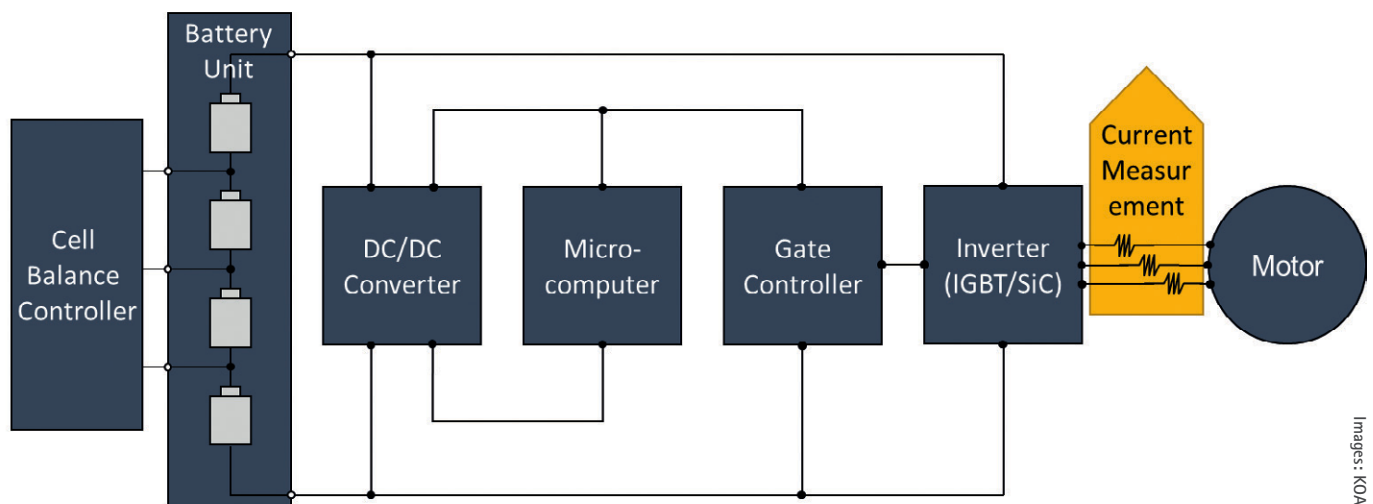 Battery
Unit
Cell
Balance
Controller
DC/DC
Converter
Micro-
computer
Gate
Controller
Inverter
(IGBT/SiC)
Current
Measur
ement
Motor
Images: KOA